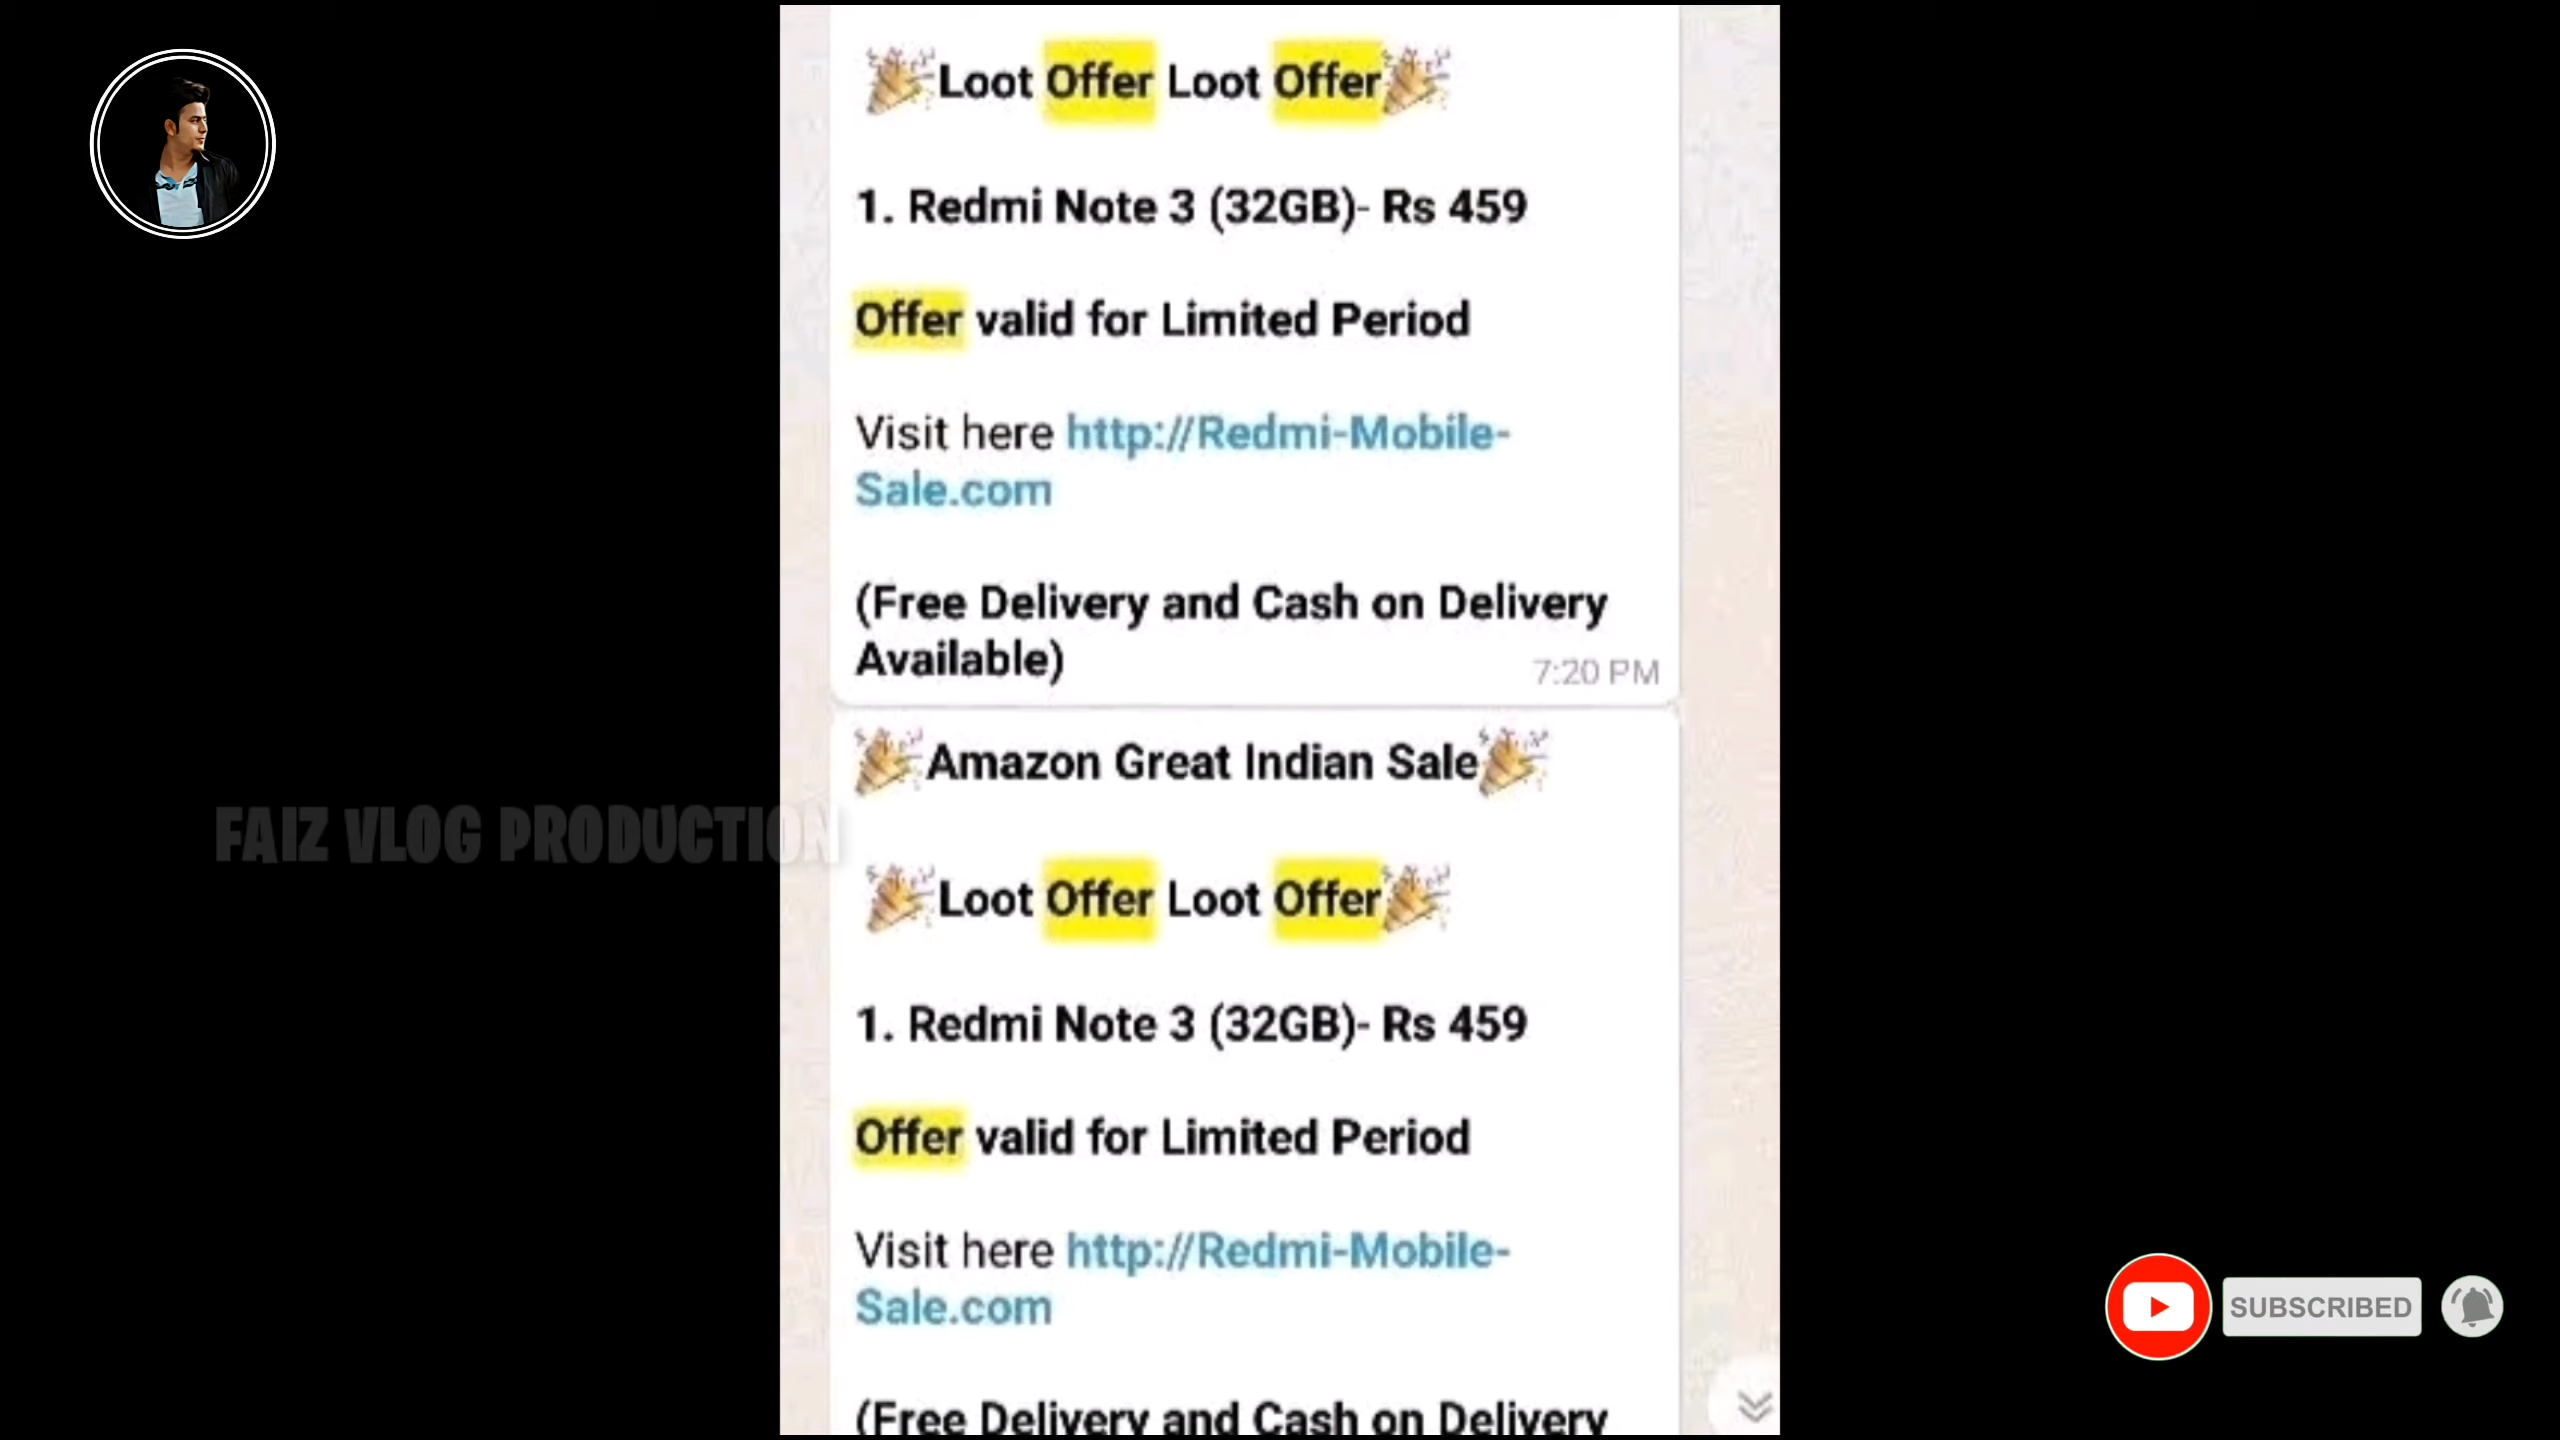 🎉Loot Offer Loot Offer🎉
1. Redmi Note 3 (32GB)- Rs 459
Offer valid for Limited Period
Visit here http://Redmi-Mobile-
Sale.com
(Free Delivery and Cash on Delivery
Available)
7:20 PM
🎉Amazon Great Indian Sale🎉
FAIZ VLOG PRODUCTION
🎉Loot Offer Loot Offer🎉
1. Redmi Note 3 (32GB)- Rs 459
Offer valid for Limited Period
Visit here http://Redmi-Mobile-
Sale.com
SUBSCRIBED
(Free Delivery and Cash on Delivery